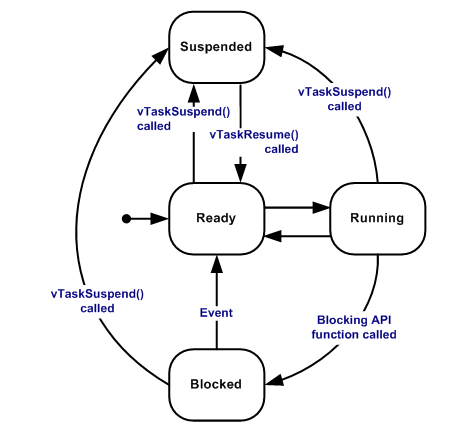 Suspended
vTaskSuspend()
called
vTaskSuspend()
called
vTaskResume()
called
Ready
Running
vTaskSuspend()
called
Event
Blocking API
function called
Blocked